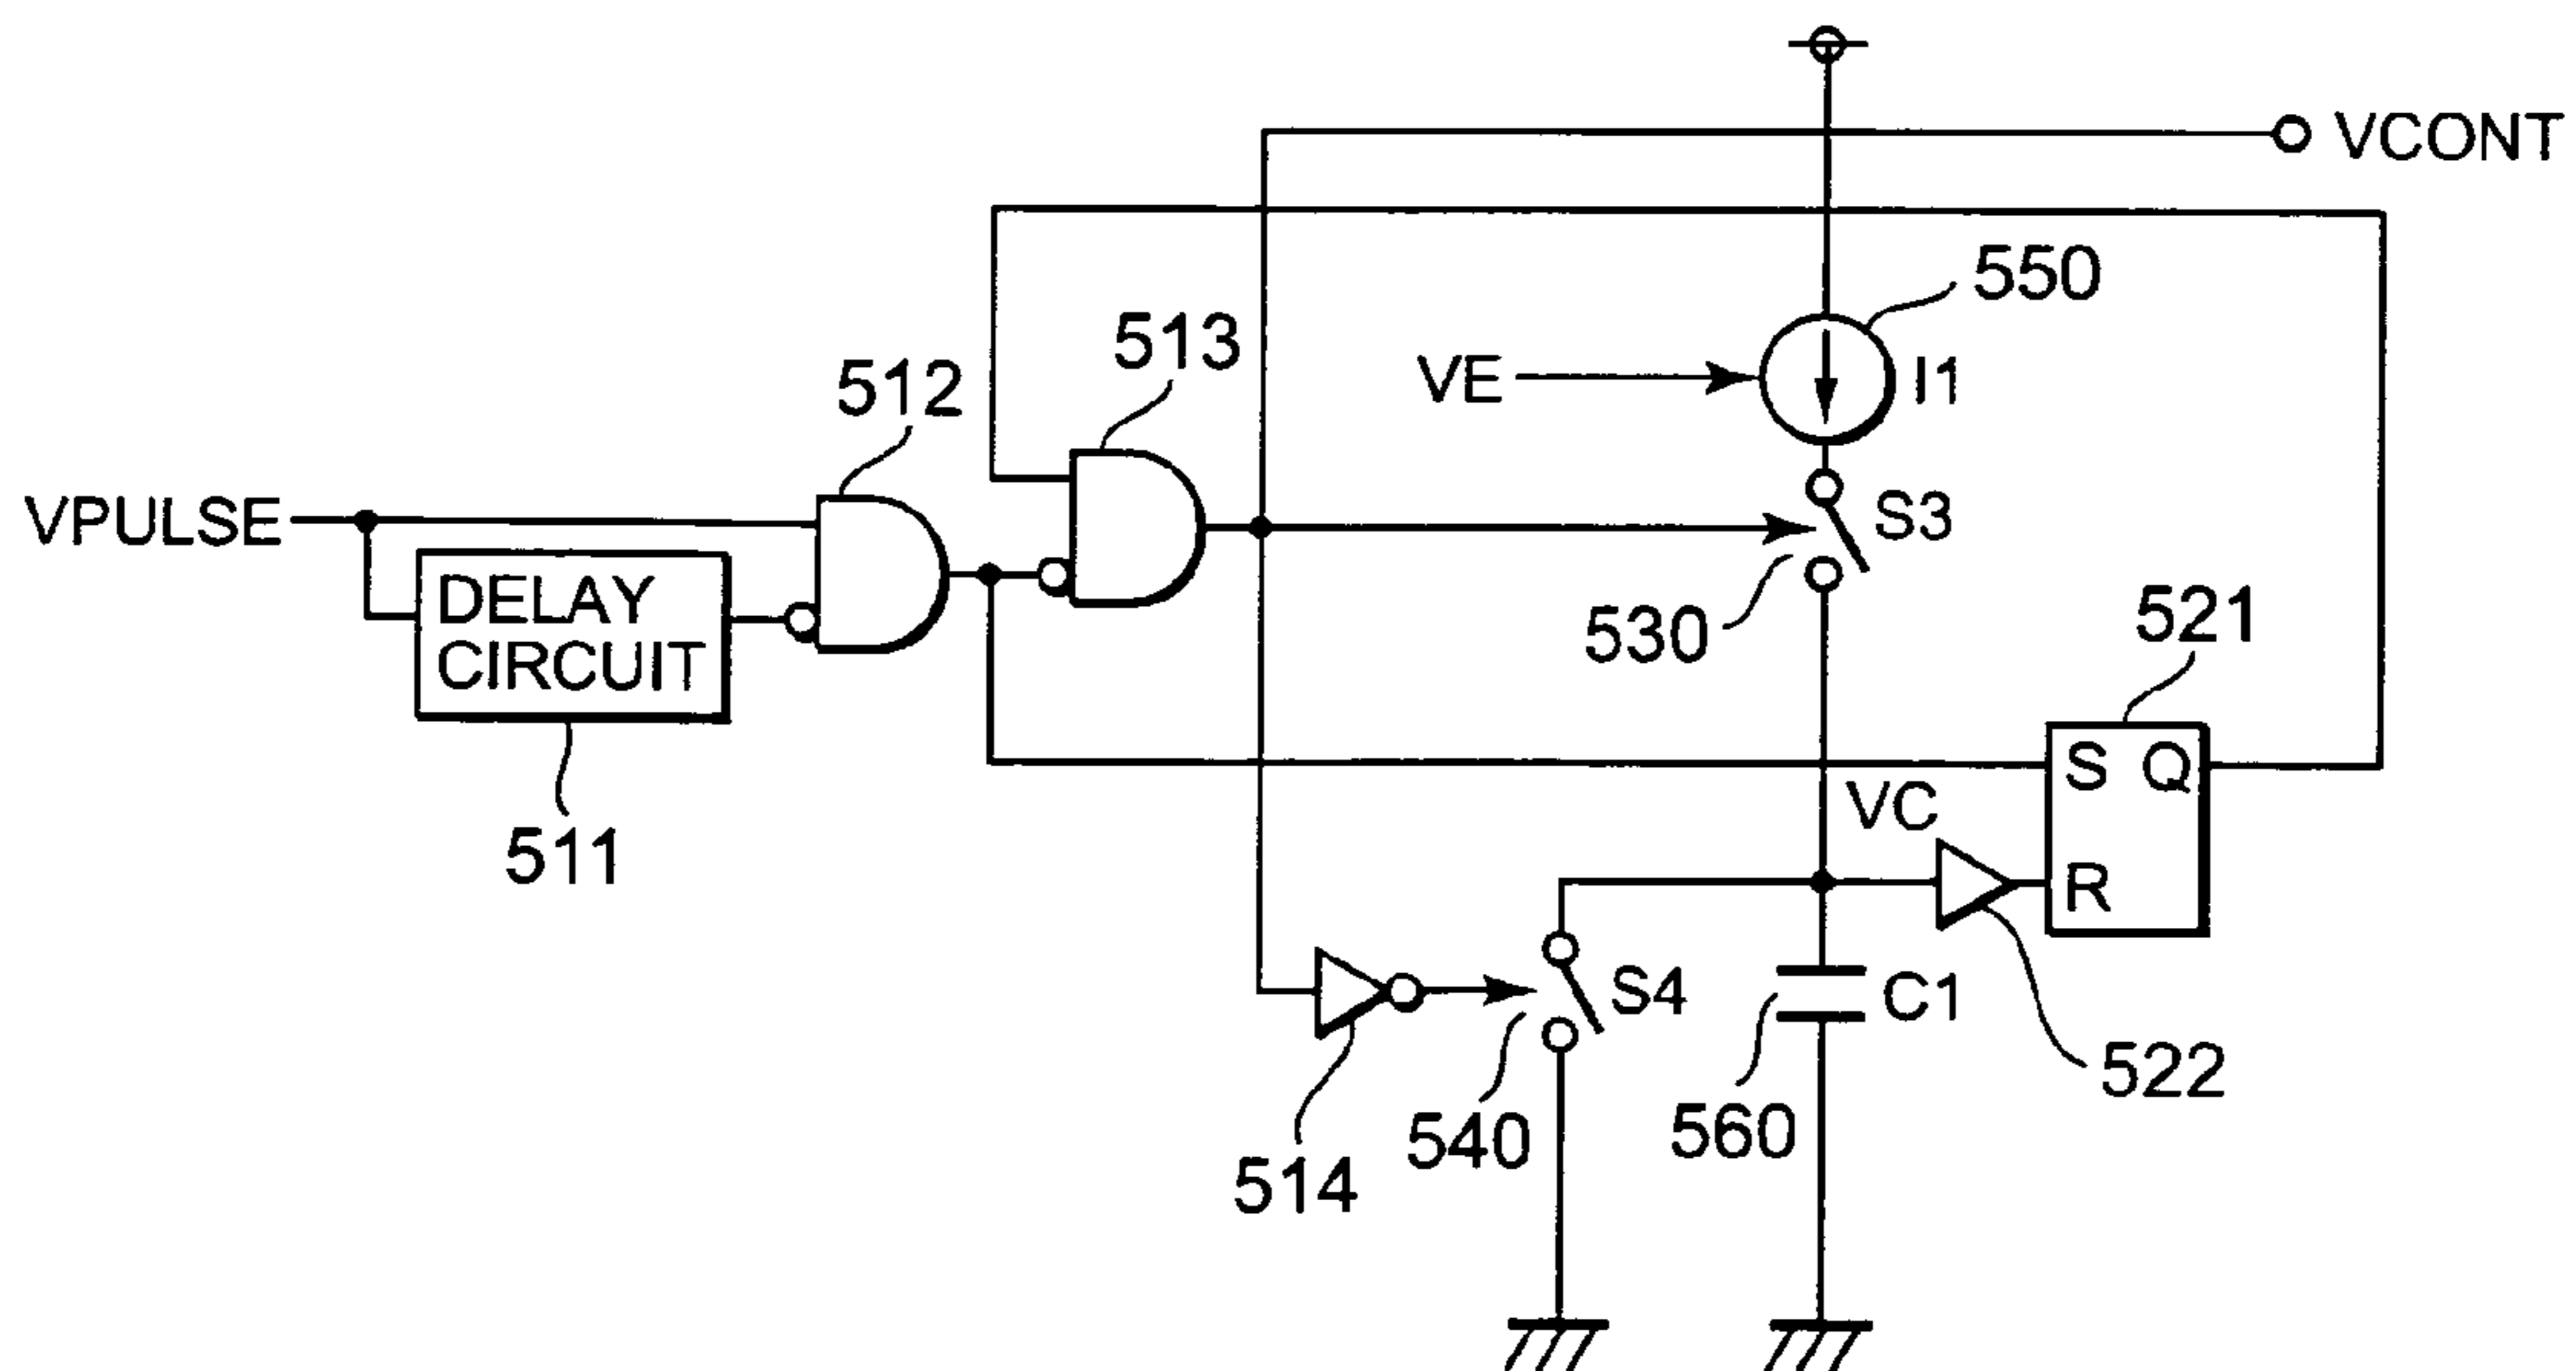 VCONT
550
513
VE
I1
512
S3
VPULSE
DELAY
CIRCUIT
530
521
S Q
VC
511
R
S4
C1
522
540
560
514